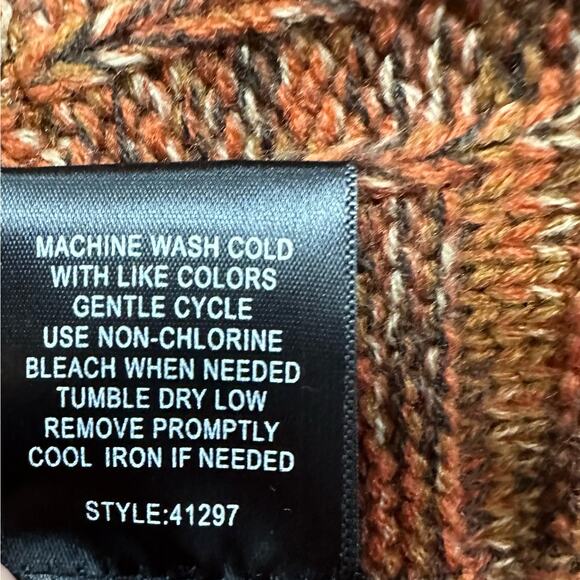 MACHINE WASH COLD
WITH LIKE COLORS
GENTLE CYCLE
USE NON-CHLORINE
BLEACH WHEN NEEDED
TUMBLE DRY LOW
REMOVE PROMPTLY
COOL IRON IF NEEDED
STYLE:41297